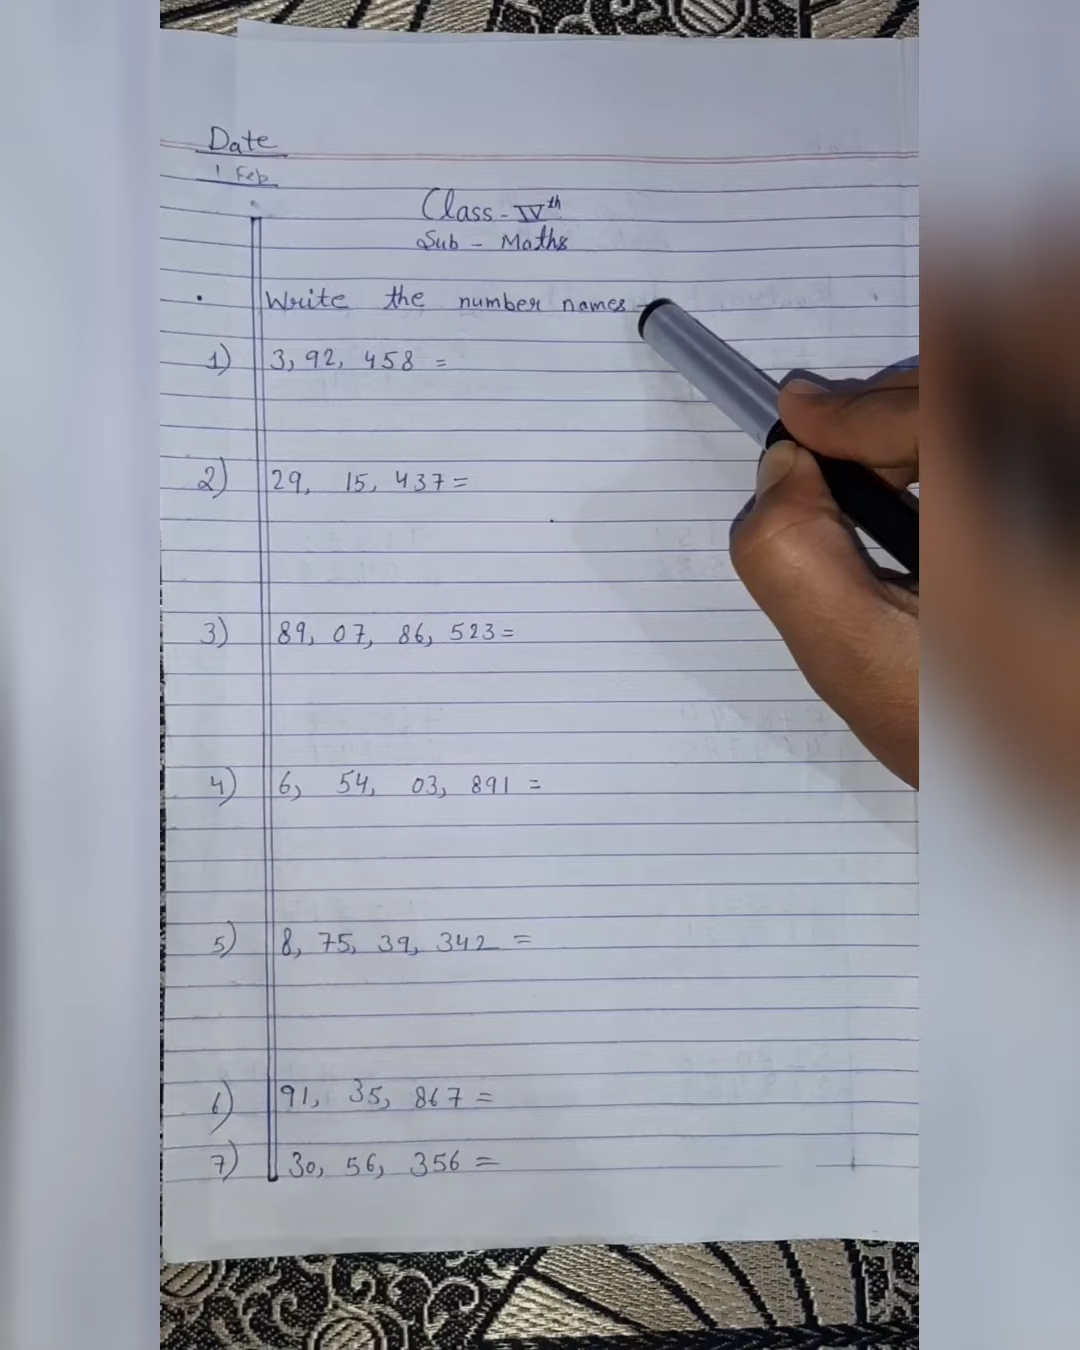 Date
1 Feb
Class - IVth
Sub - Maths
Write the number names -
1) 3, 92, 458 =
2) 29, 15, 437 =
3) 89, 07, 86, 523 =
4) 6, 54, 03, 891 =
5) 8, 75, 39, 342 =
6) 91, 35, 867 =
7) 30, 56, 356 =